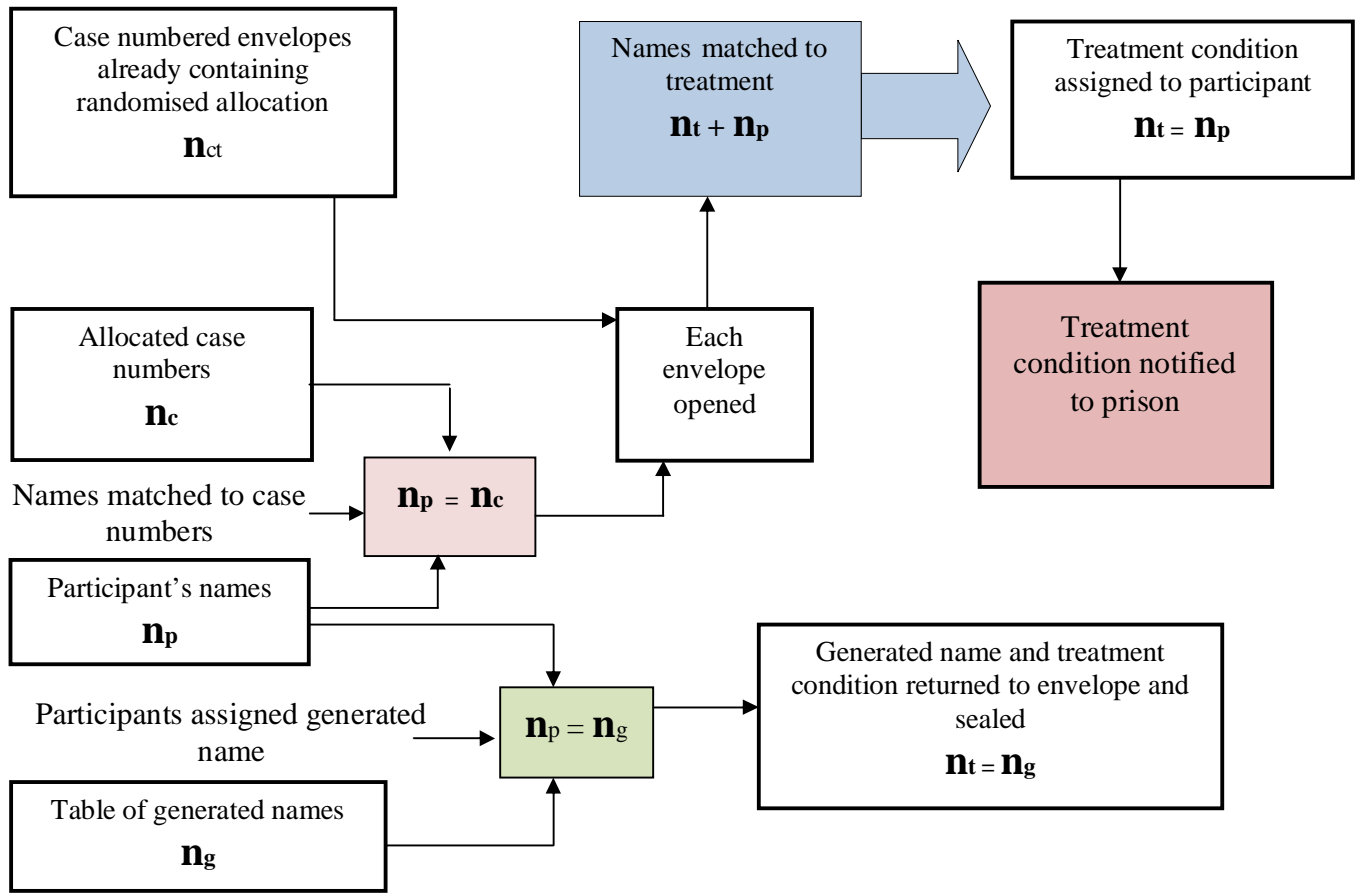 Case numbered envelopes
already containing
randomised allocation
nct
Names matched to
treatment
nt + np
Treatment condition
assigned to participant
nt = np
Allocated case
numbers
nc
Each
envelope
opened
Treatment
condition notified
to prison
Names matched to case
numbers
np = nc
Participant’s names
np
Participants assigned generated
name
np = ng
Generated name and treatment
condition returned to envelope and
sealed
nt = ng
Table of generated names
ng